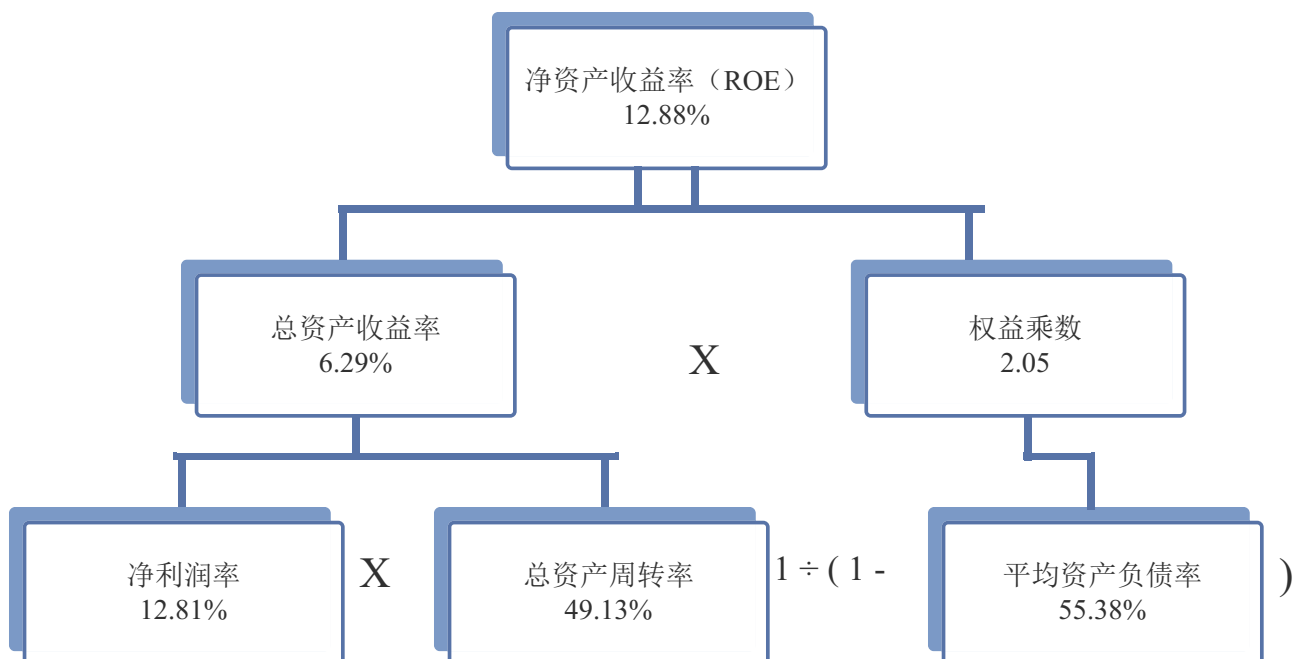 净资产收益率（ROE）
12.88%
总资产收益率
6.29%
X
权益乘数
2.05
净利润率
12.81%
X
总资产周转率
49.13%
1 ÷ ( 1 -
平均资产负债率
55.38%
)